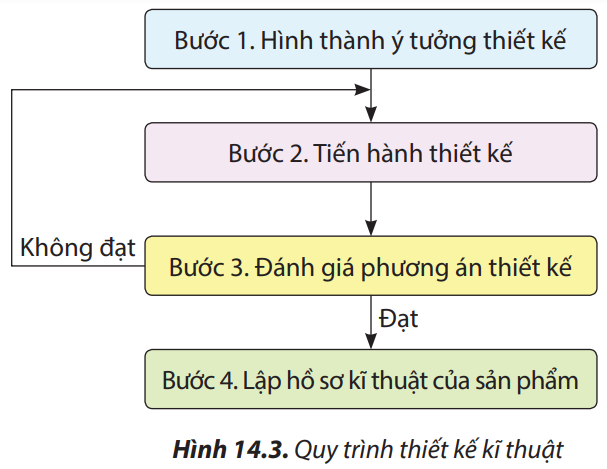 Bước 1. Hình thành ý tưởng thiết kế
Bước 2. Tiến hành thiết kế
Không đạt
Bước 3. Đánh giá phương án thiết kế
Đạt
Bước 4. Lập hồ sơ kĩ thuật của sản phẩm
Hình 14.3. Quy trình thiết kế kĩ thuật